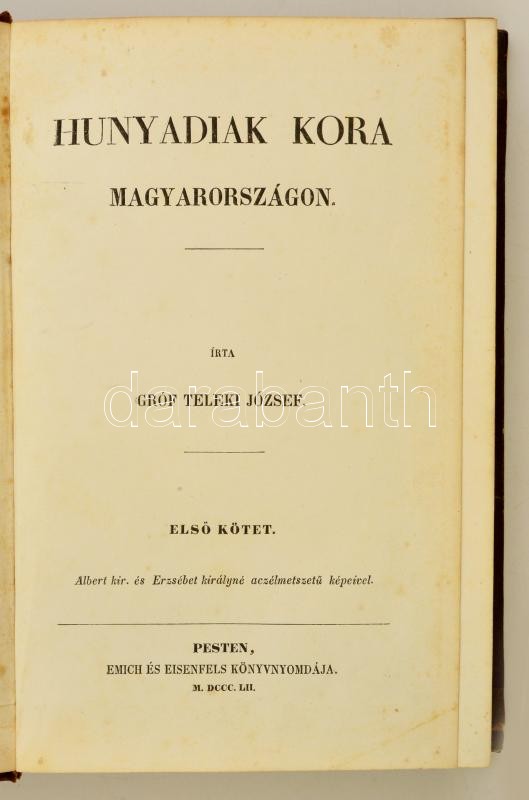 HUNYADIAK KORA
MAGYARORSZÁGON.
ÍRTA
GRÓF TELEKI JÓZSEF.
darabanth
ELSŐ KÖTET.
Albert kir. és Erzsébet királyné aczélmetszetű képeivel.
PESTEN,
EMICH ÉS EISENFELS KÖNYVNYOMDÁJA.
M. DCCC. LII.